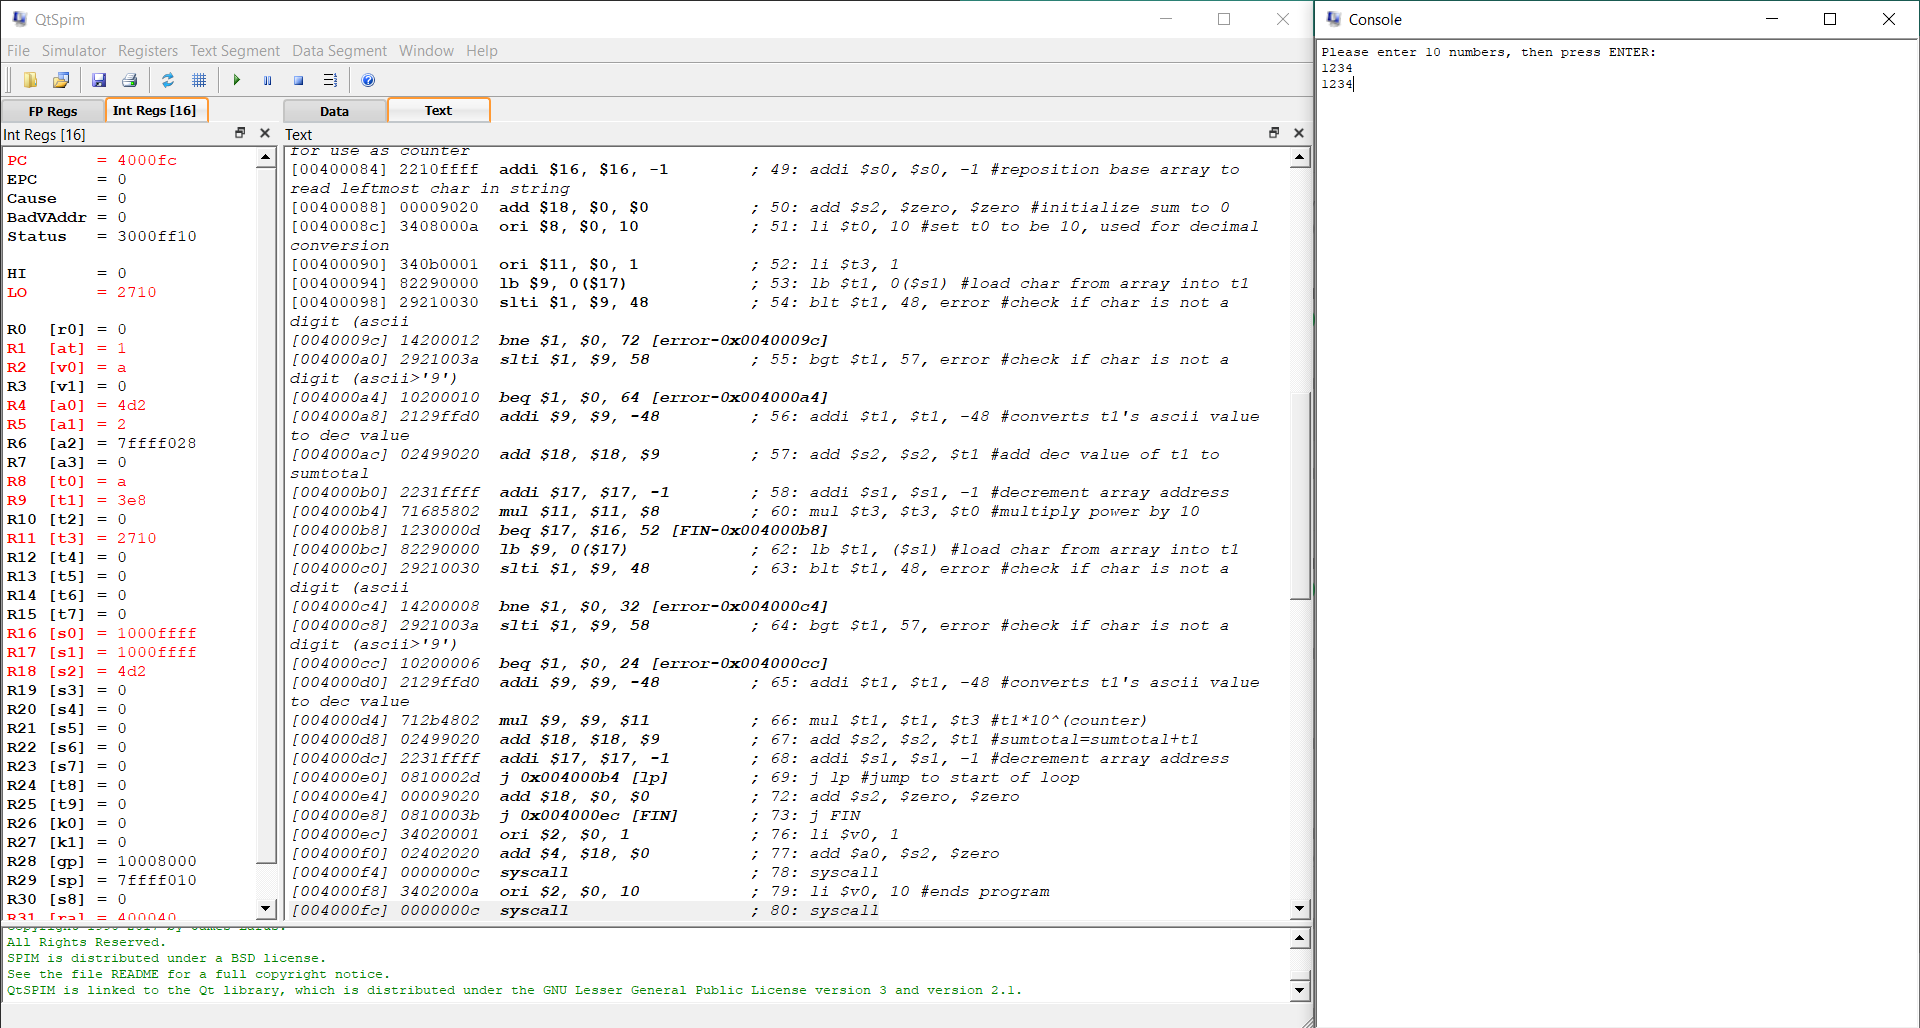 QtSpim
File Simulator Registers Text Segment Data Segment Window Help
FP Regs Int Regs [16] Data Text
Int Regs [16]
PC = 4000fc
EPC = 0
Cause = 0
BadVAddr = 0
Status = 3000ff10
HI = 0
LO = 2710
R0 [r0] = 0
R1 [at] = 1
R2 [v0] = a
R3 [v1] = 0
R4 [a0] = 4d2
R5 [a1] = 2
R6 [a2] = 7ffff028
R7 [a3] = 0
R8 [t0] = a
R9 [t1] = 3e8
R10 [t2] = 0
R11 [t3] = 2710
R12 [t4] = 0
R13 [t5] = 0
R14 [t6] = 0
R15 [t7] = 0
R16 [s0] = 1000ffff
R17 [s1] = 1000ffff
R18 [s2] = 4d2
R19 [s3] = 0
R20 [s4] = 0
R21 [s5] = 0
R22 [s6] = 0
R23 [s7] = 0
R24 [t8] = 0
R25 [t9] = 0
R26 [k0] = 0
R27 [k1] = 0
R28 [gp] = 10008000
R29 [sp] = 7ffff010
R30 [s8] = 0
R31 [ra] = 400040
Text
for use as counter
[00400084] 2210ffff addi $16, $16, -1 ; 49: addi $s0, $s0, -1 #reposition base array to
read leftmost char in string
[00400088] 00009020 add $18, $0, $0 ; 50: add $s2, $zero, $zero #initialize sum to 0
[0040008c] 3408000a ori $8, $0, 10 ; 51: li $t0, 10 #set t0 to be 10, used for decimal
conversion
[00400090] 340b0001 ori $11, $0, 1 ; 52: li $t3, 1
[00400094] 82290000 lb $9, 0($17) ; 53: lb $t1, 0($s1) #load char from array into t1
[00400098] 29210030 slti $1, $9, 48 ; 54: blt $t1, 48, error #check if char is not a
digit (ascii
[0040009c] 14200012 bne $1, $0, 72 [error-0x0040009c]
[004000a0] 2921003a slti $1, $9, 58 ; 55: bgt $t1, 57, error #check if char is not a
digit (ascii>'9')
[004000a4] 10200010 beq $1, $0, 64 [error-0x004000a4]
[004000a8] 2129ffd0 addi $9, $9, -48 ; 56: addi $t1, $t1, -48 #converts t1's ascii value
to dec value
[004000ac] 02499020 add $18, $18, $9 ; 57: add $s2, $s2, $t1 #add dec value of t1 to
sumtotal
[004000b0] 2231ffff addi $17, $17, -1 ; 58: addi $s1, $s1, -1 #decrement array address
[004000b4] 71685802 mul $11, $11, $8 ; 60: mul $t3, $t3, $t0 #multiply power by 10
[004000b8] 1230000d beq $17, $16, 52 [FIN-0x004000b8]
[004000bc] 82290000 lb $9, 0($17) ; 62: lb $t1, ($s1) #load char from array into t1
[004000c0] 29210030 slti $1, $9, 48 ; 63: blt $t1, 48, error #check if char is not a
digit (ascii
[004000c4] 14200008 bne $1, $0, 32 [error-0x004000c4]
[004000c8] 2921003a slti $1, $9, 58 ; 64: bgt $t1, 57, error #check if char is not a
digit (ascii>'9')
[004000cc] 10200006 beq $1, $0, 24 [error-0x004000cc]
[004000d0] 2129ffd0 addi $9, $9, -48 ; 65: addi $t1, $t1, -48 #converts t1's ascii value
to dec value
[004000d4] 712b4802 mul $9, $9, $11 ; 66: mul $t1, $t1, $t3 #t1*10^(counter)
[004000d8] 02499020 add $18, $18, $9 ; 67: add $s2, $s2, $t1 #sumtotal=sumtotal+t1
[004000dc] 2231ffff addi $17, $17, -1 ; 68: addi $s1, $s1, -1 #decrement array address
[004000e0] 0810002d j 0x004000b4 [lp] ; 69: j lp #jump to start of loop
[004000e4] 00009020 add $18, $0, $0 ; 72: add $s2, $zero, $zero
[004000e8] 0810003b j 0x004000ec [FIN] ; 73: j FIN
[004000ec] 34020001 ori $2, $0, 1 ; 76: li $v0, 1
[004000f0] 02402020 add $4, $18, $0 ; 77: add $a0, $s2, $zero
[004000f4] 0000000c syscall ; 78: syscall
[004000f8] 3402000a ori $2, $0, 10 ; 79: li $v0, 10 #ends program
[004000fc] 0000000c syscall ; 80: syscall
All Rights Reserved.
SPIM is distributed under a BSD license.
See the file README for a full copyright notice.
QtSPIM is linked to the Qt library, which is distributed under the GNU Lesser General Public License version 3 and version 2.1.
Console
Please enter 10 numbers, then press ENTER:
1234
1234